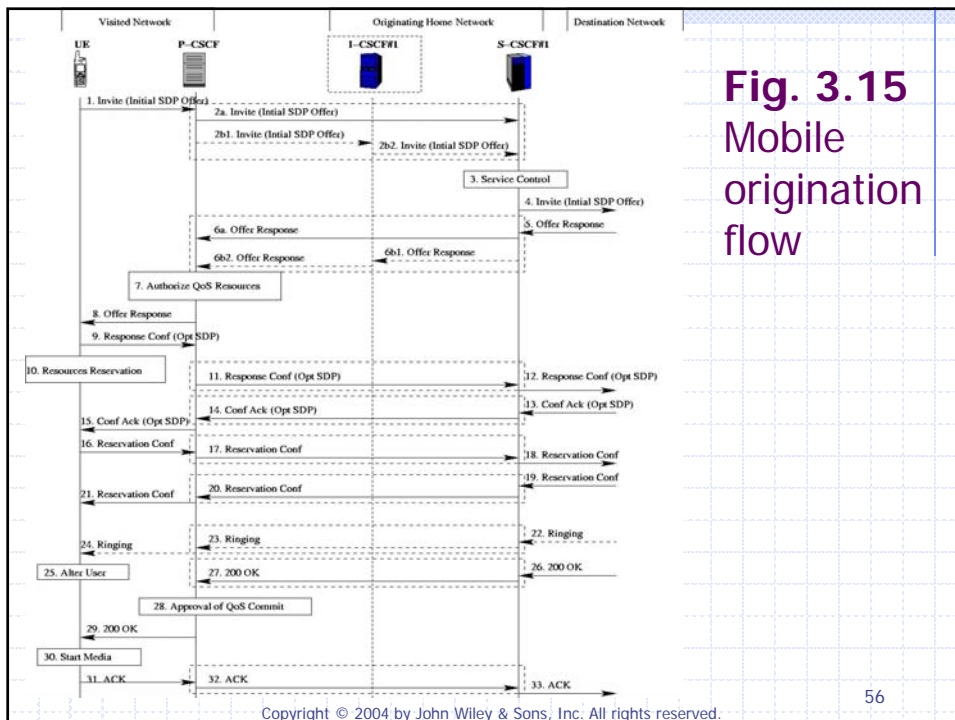 Visited Network
Originating Home Network
Destination Network
UE
P-CSCF
I-CSCF#1
S-CSCF#1
1. Invite (Initial SDP Offer)
2a. Invite (Intial SDP Offer)
2b1. Invite (Intial SDP Offer)
2b2. Invite (Intial SDP Offer)
3. Service Control
4. Invite (Intial SDP Offer)
5. Offer Response
6a. Offer Response
6b1. Offer Response
6b2. Offer Response
7. Authorize QoS Resources
8. Offer Response
9. Response Conf (Opt SDP)
10. Resources Reservation
11. Response Conf (Opt SDP)
12. Response Conf (Opt SDP)
13. Conf Ack (Opt SDP)
14. Conf Ack (Opt SDP)
15. Conf Ack (Opt SDP)
16. Reservation Conf
17. Reservation Conf
18. Reservation Conf
19. Reservation Conf
20. Reservation Conf
21. Reservation Conf
22. Ringing
23. Ringing
24. Ringing
25. Alter User
26. 200 OK
27. 200 OK
28. Approval of QoS Commit
29. 200 OK
30. Start Media
31. ACK
32. ACK
33. ACK
Fig. 3.15
Mobile
origination
flow
56
Copyright © 2004 by John Wiley & Sons, Inc. All rights reserved.